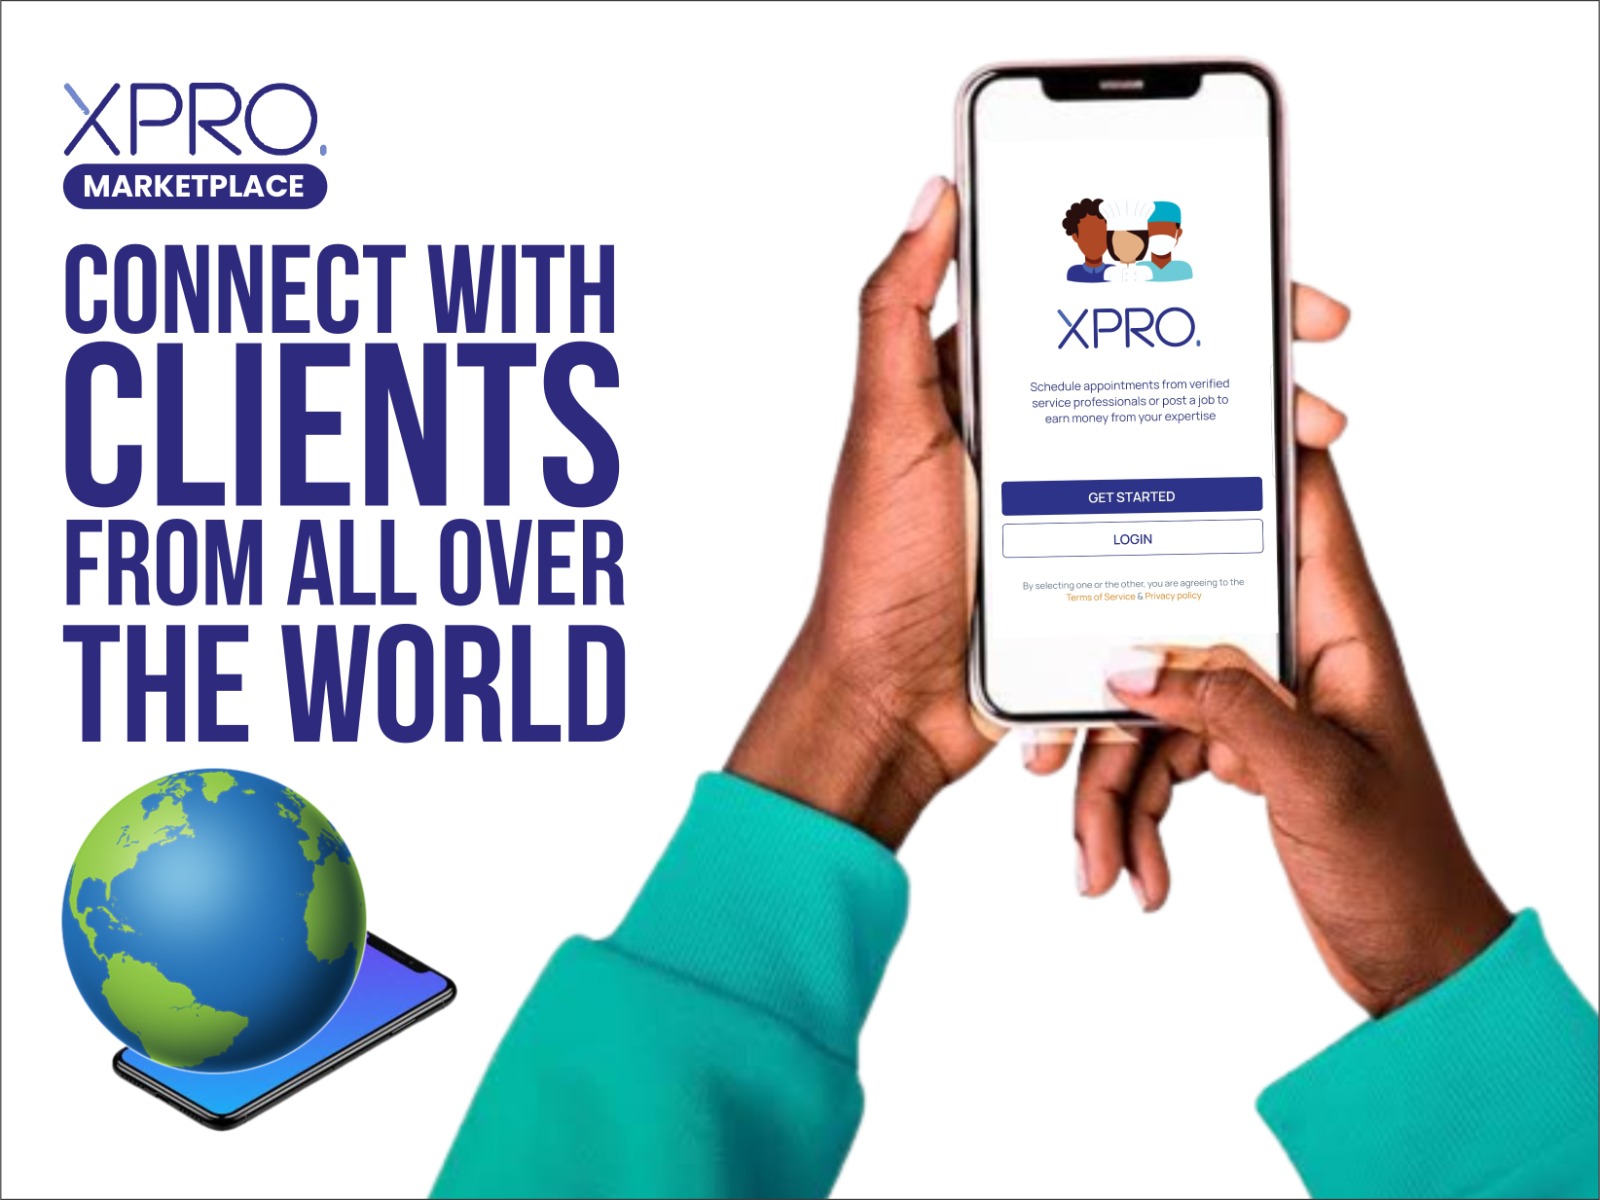 XPRO.
MARKETPLACE
CONNECT WITH
CLIENTS
FROM ALL OVER
THE WORLD
XPRO.
Schedule appointments from verified
service professionals or post a job to
earn money from your expertise
GET STARTED
LOGIN
By selecting one or the other, you are agreeing to the
Terms of Service & Privacy policy